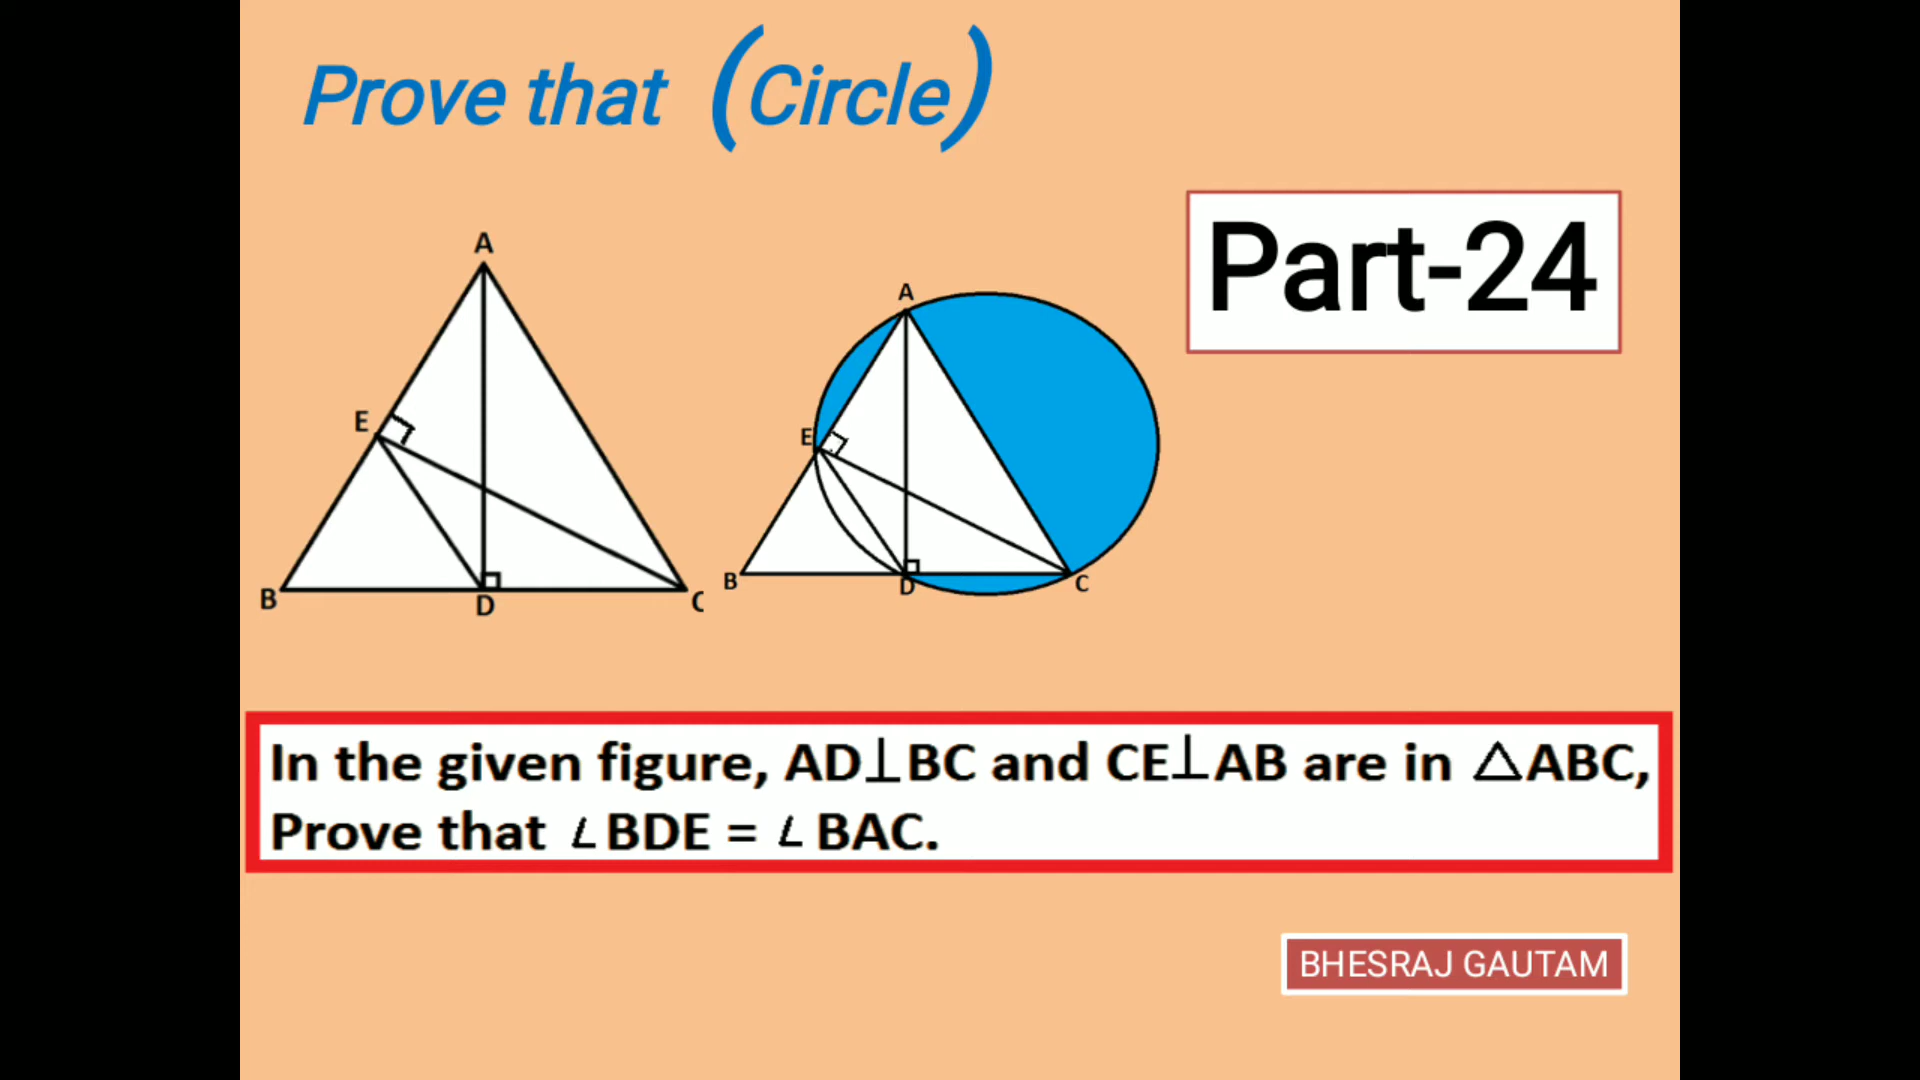 Prove that (Circle)
Part-24
A
E
B
D
C
A
E
B
D
C
In the given figure, AD⊥BC and CE⊥AB are in △ABC,
Prove that ∠BDE = ∠BAC.
BHESRAJ GAUTAM